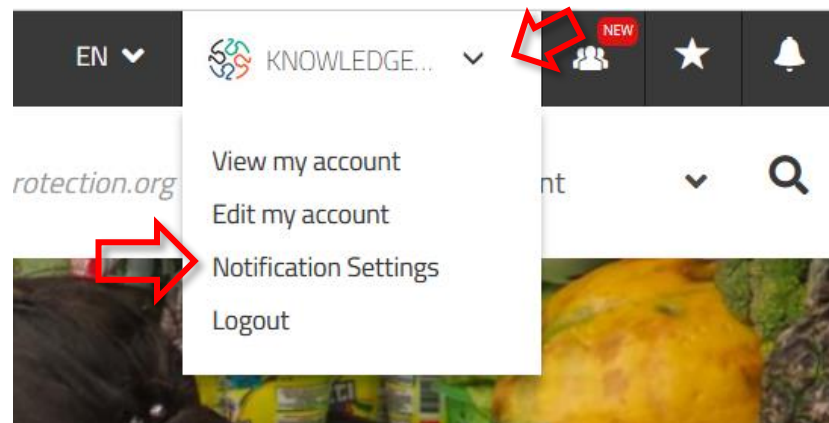 NEW
EN KNOWLEDGE...
View my account
rotection.org nt
Edit my account
Notification Settings
Logout